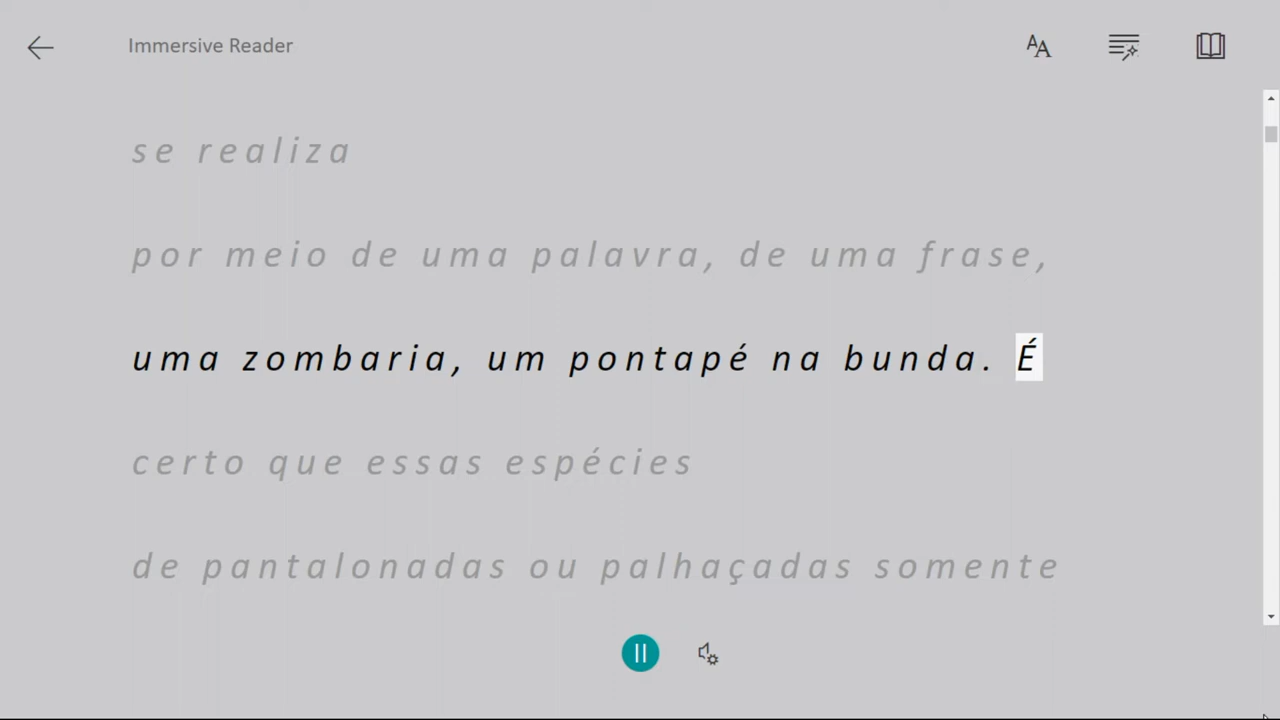 Immersive Reader
se realiza
por meio de uma palavra, de uma frase,
uma zombaria, um pontapé na bunda. É
certo que essas espécies
de pantalonadas ou palhaçadas somente